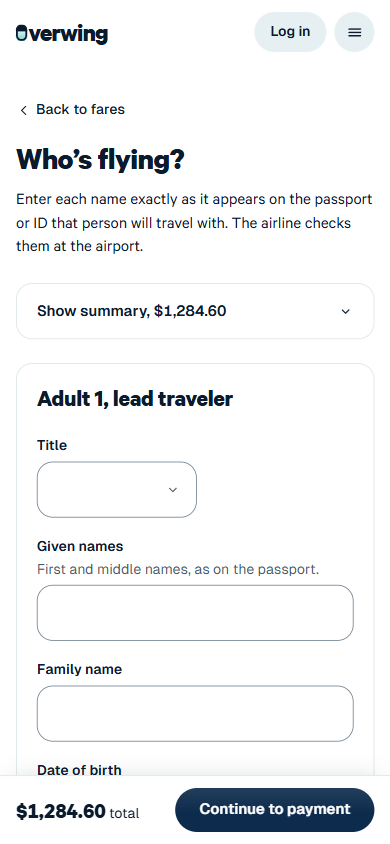 Overwing
Log in
Back to fares
Who's flying?
Enter each name exactly as it appears on the passport
or ID that person will travel with. The airline checks
them at the airport.
Show summary, $1,284.60
Adult 1, lead traveler
Title
Given names
First and middle names, as on the passport.
Family name
Date of birth
$1,284.60 total
Continue to payment